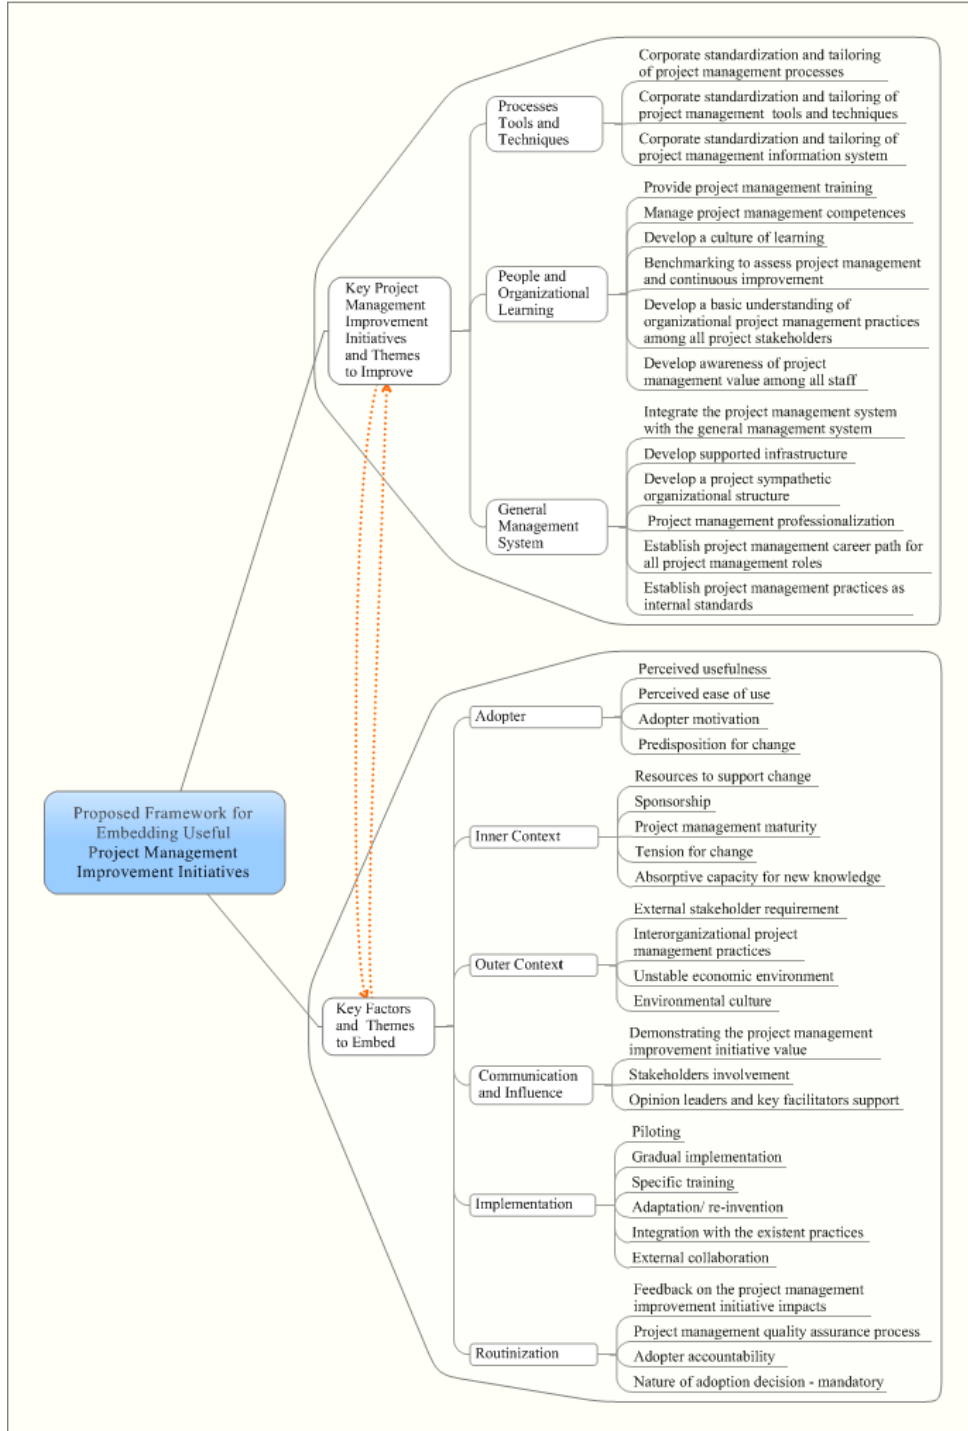 Corporate standardization and tailoring
of project management processes
Processes
Tools and
Techniques
Corporate standardization and tailoring of
project management tools and techniques
Corporate standardization and tailoring of
project management information system
Provide project management training
Manage project management competences
Develop a culture of learning
Key Project
Management
Improvement
Initiatives
and Themes
to Improve
People and
Organizational
Learning
Benchmarking to assess project management
and continuous improvement
Develop a basic understanding of
organizational project management practices
among all project stakeholders
Develop awareness of project
management value among all staff
Integrate the project management system
with the general management system
Develop supported infrastructure
Develop a project sympathetic
organizational structure
General
Management
System
Project management professionalization
Establish project management career path for
all project management roles
Establish project management practices as
internal standards
Perceived usefulness
Perceived ease of use
Adopter
Adopter motivation
Predisposition for change
Resources to support change
Sponsorship
Proposed Framework for
Embedding Useful
Project Management
Improvement Initiatives
Inner Context
Project management maturity
Tension for change
Absorptive capacity for new knowledge
External stakeholder requirement
Interorganizational project
management practices
Outer Context
Unstable economic environment
Environmental culture
Key Factors
and Themes
to Embed
Demonstrating the project management
improvement initiative value
Communication
and Influence
Stakeholders involvement
Opinion leaders and key facilitators support
Piloting
Gradual implementation
Specific training
Implementation
Adaptation/ re-invention
Integration with the existent practices
External collaboration
Feedback on the project management
improvement initiative impacts
Project management quality assurance process
Routinization
Adopter accountability
Nature of adoption decision - mandatory